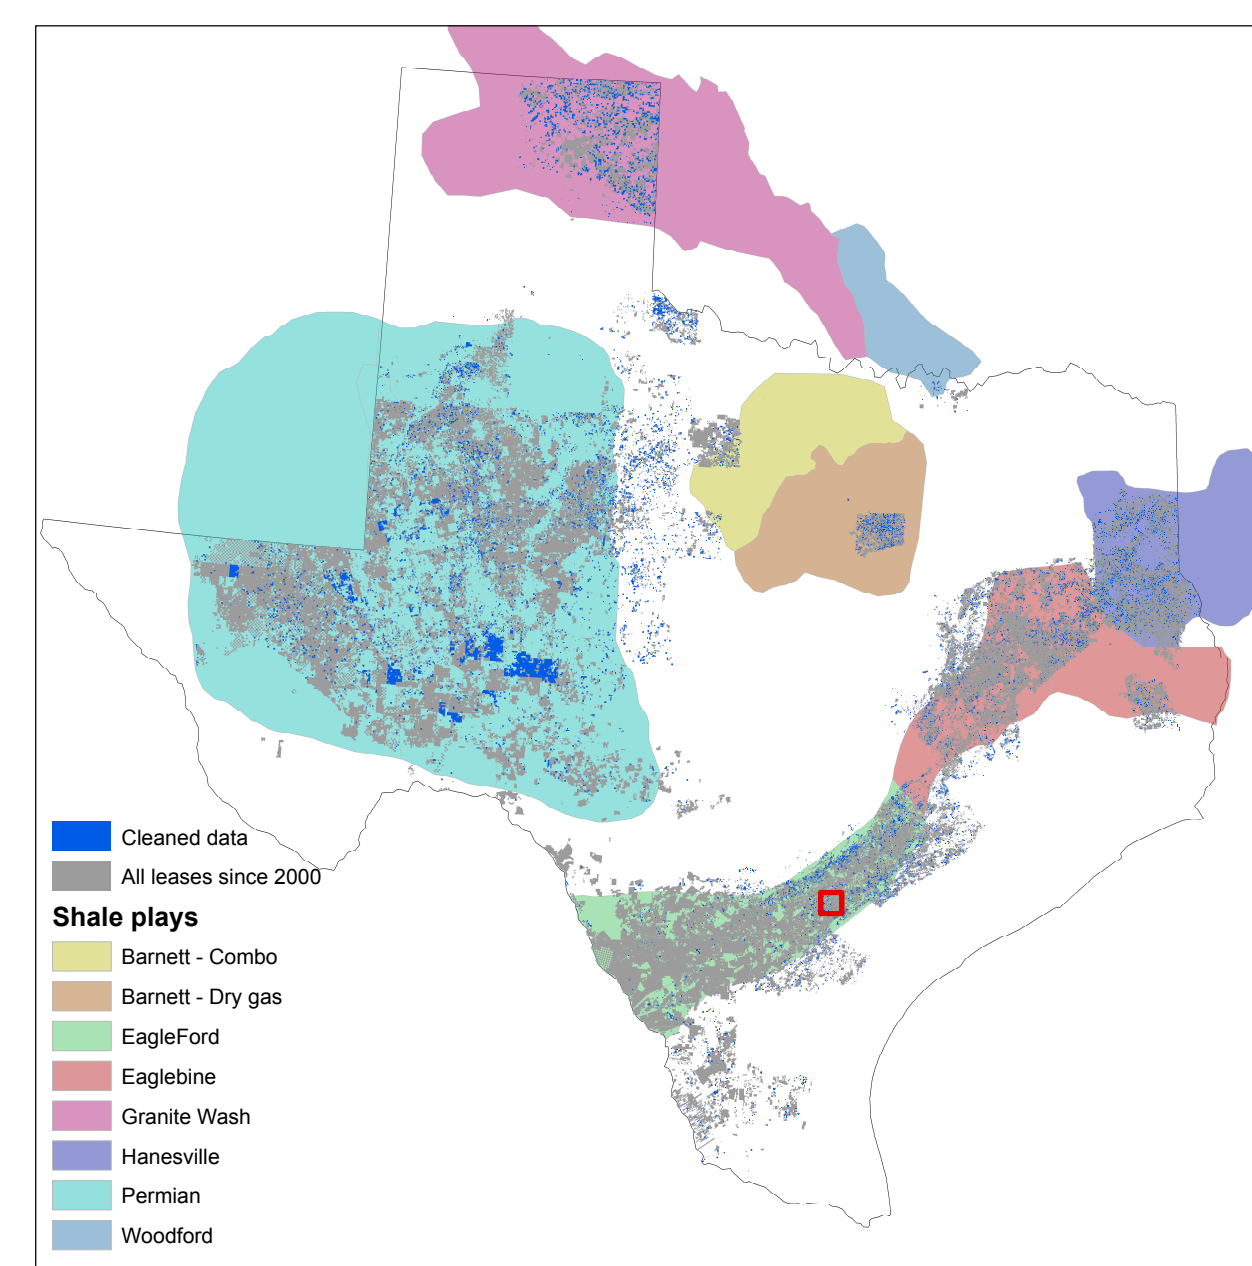 Cleaned data
All leases since 2000
Shale plays
Barnett - Combo
Barnett - Dry gas
EagleFord
Eaglebine
Granite Wash
Hanesville
Permian
Woodford